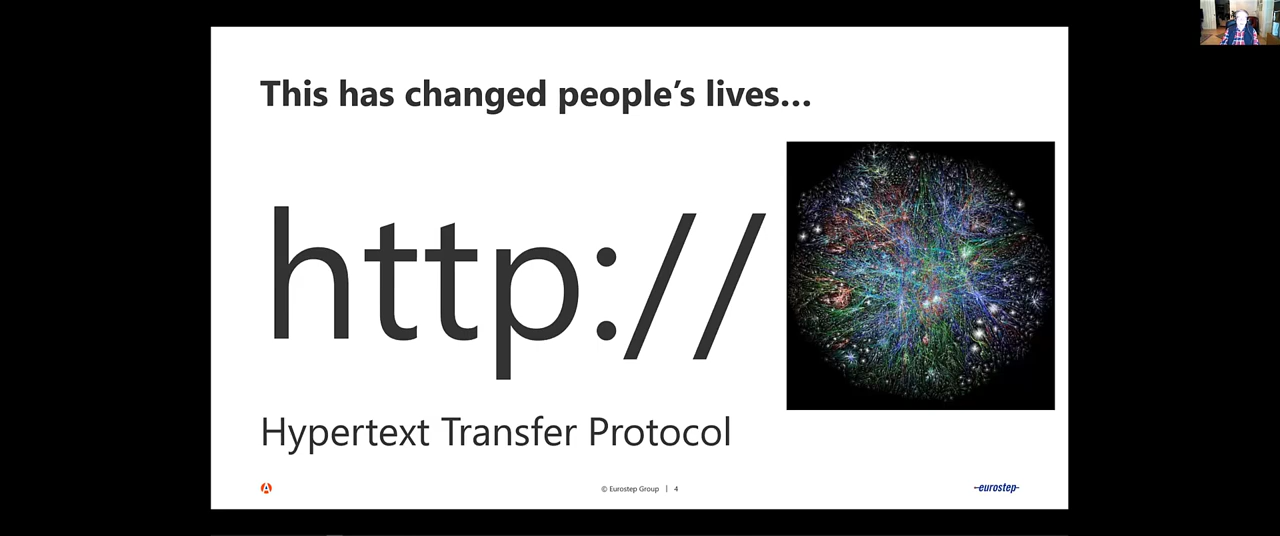 This has changed people's lives...
http://
Hypertext Transfer Protocol
A
© Eurostep Group | 4
eurostep